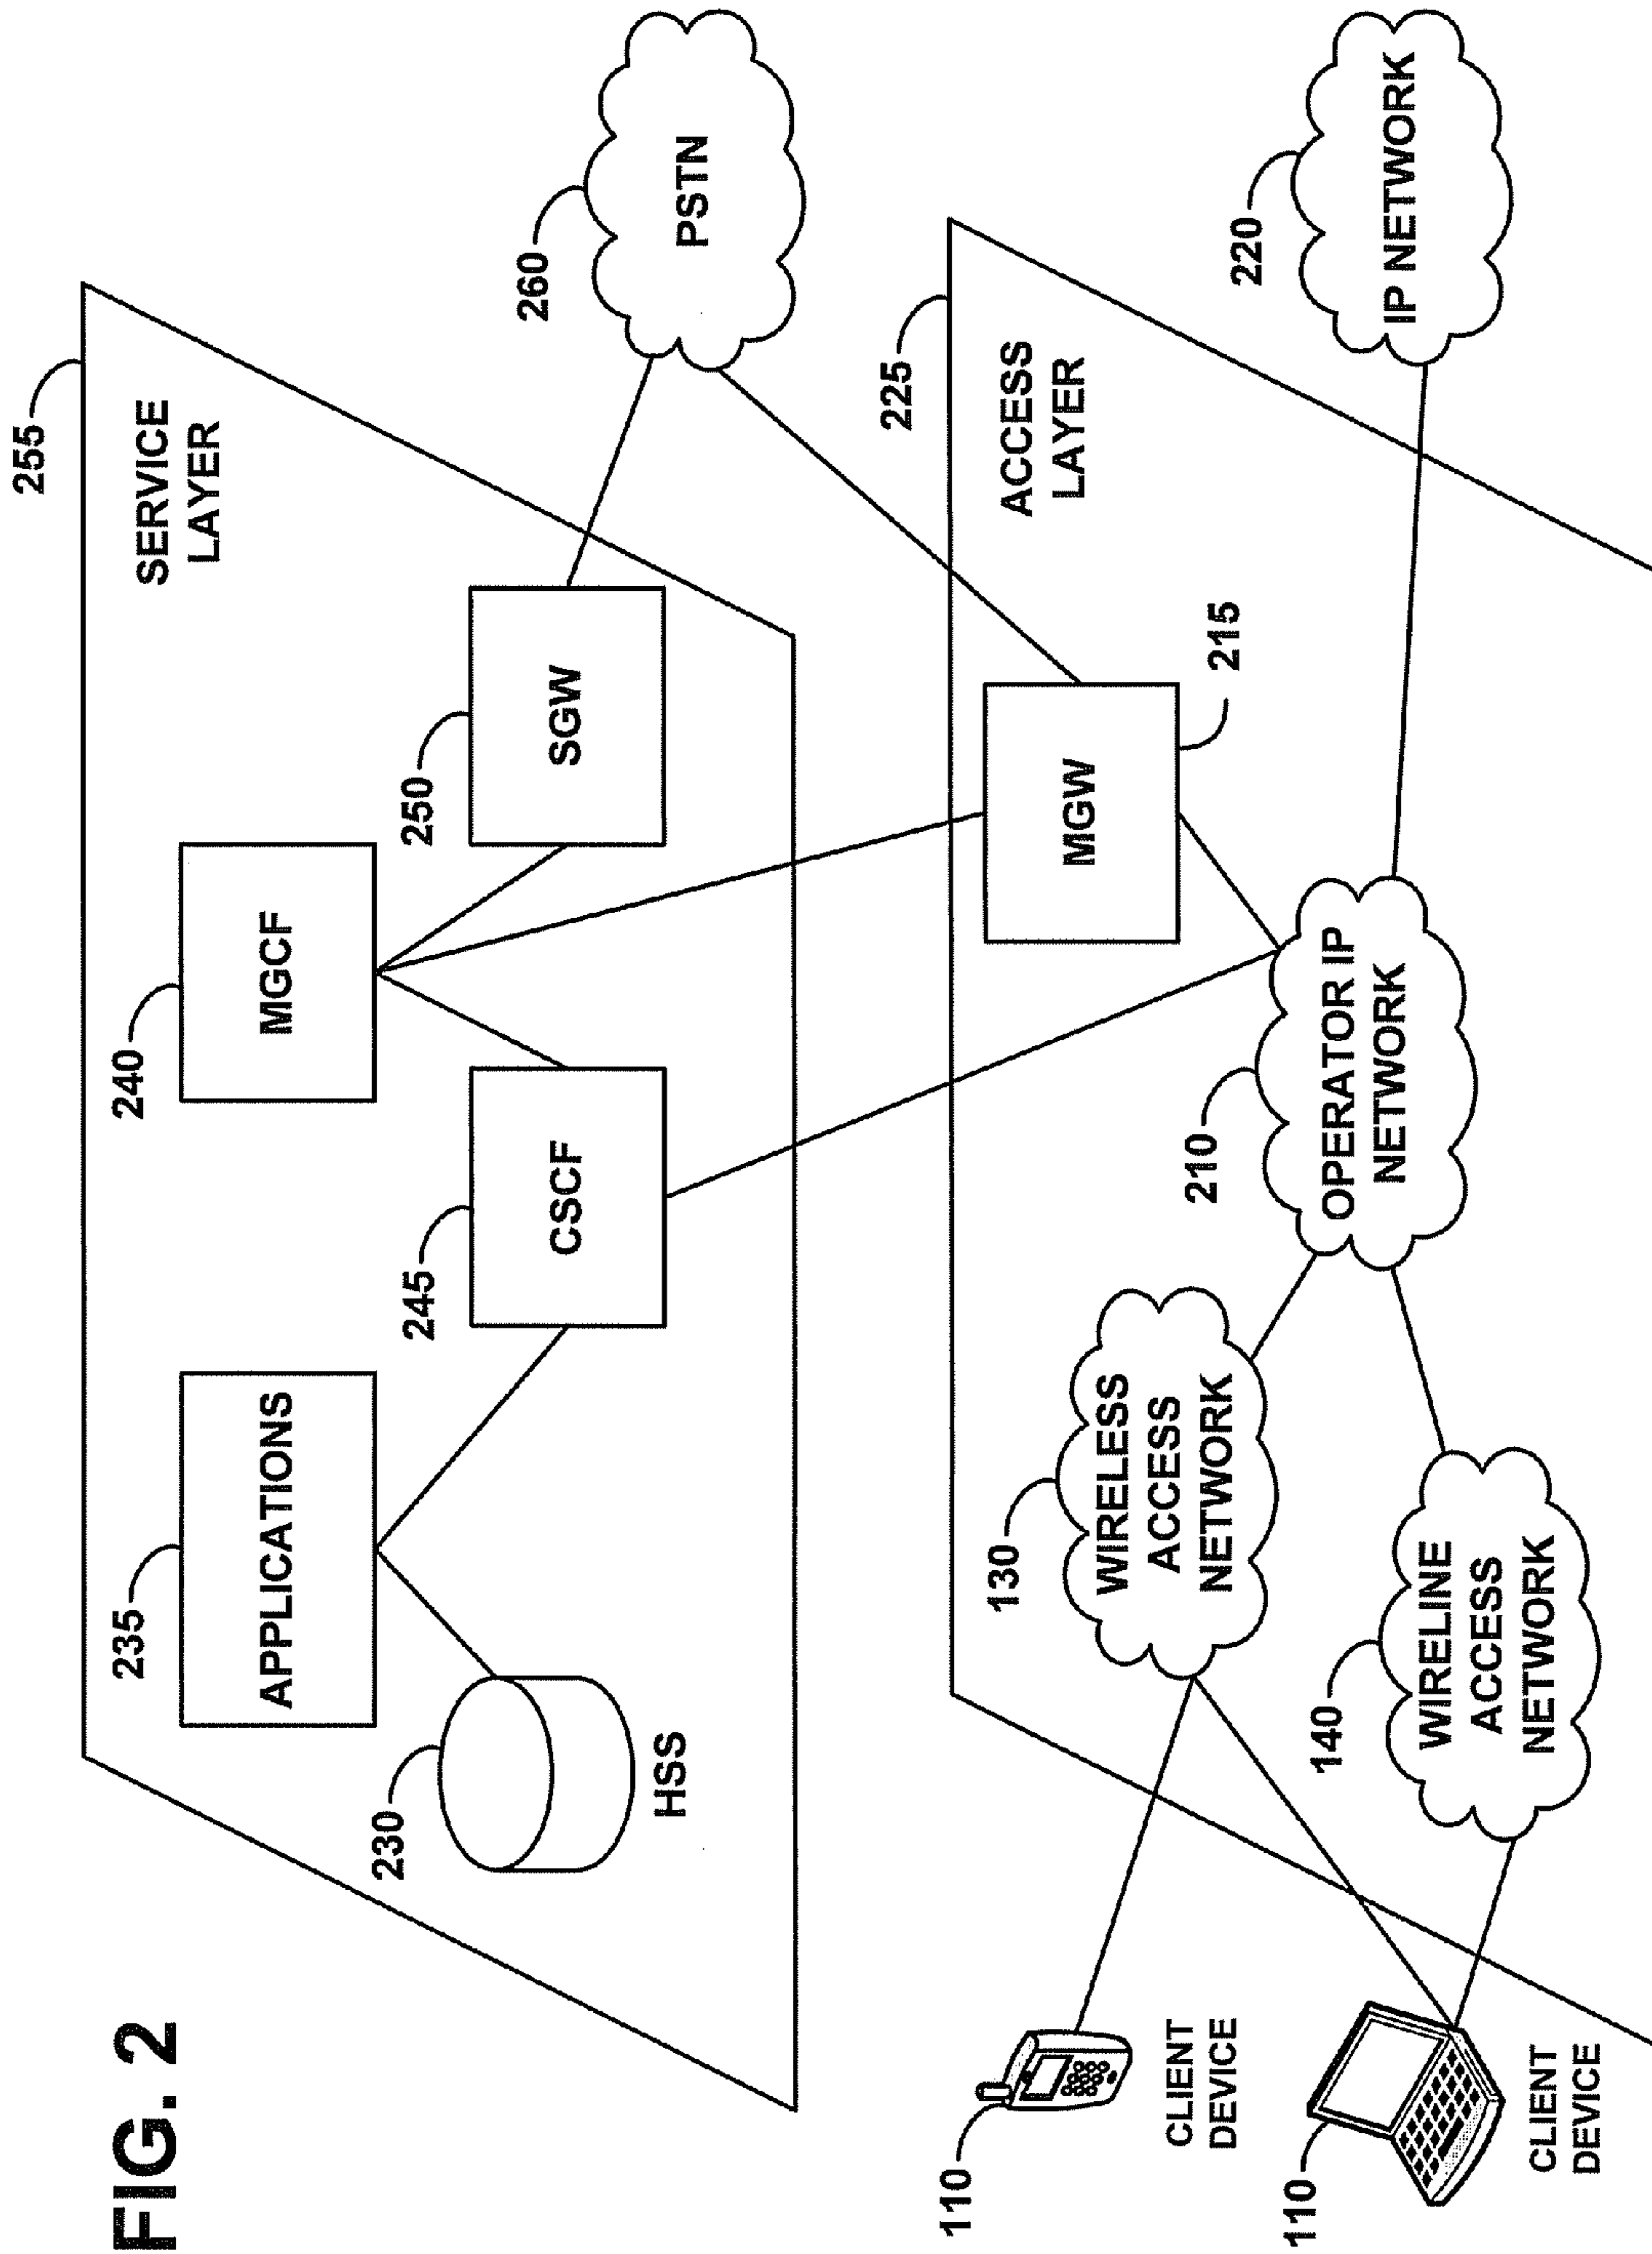 FIG. 2
255
SERVICE
LAYER
235
APPLICATIONS
240
MGCF
230
HSS
245
CSCF
250
SGW
260
PSTN
225
ACCESS
LAYER
110
CLIENT
DEVICE
130
WIRELESS
ACCESS
NETWORK
MGW
215
110
CLIENT
DEVICE
140
WIRELINE
ACCESS
NETWORK
210
OPERATOR IP
NETWORK
220
IP NETWORK